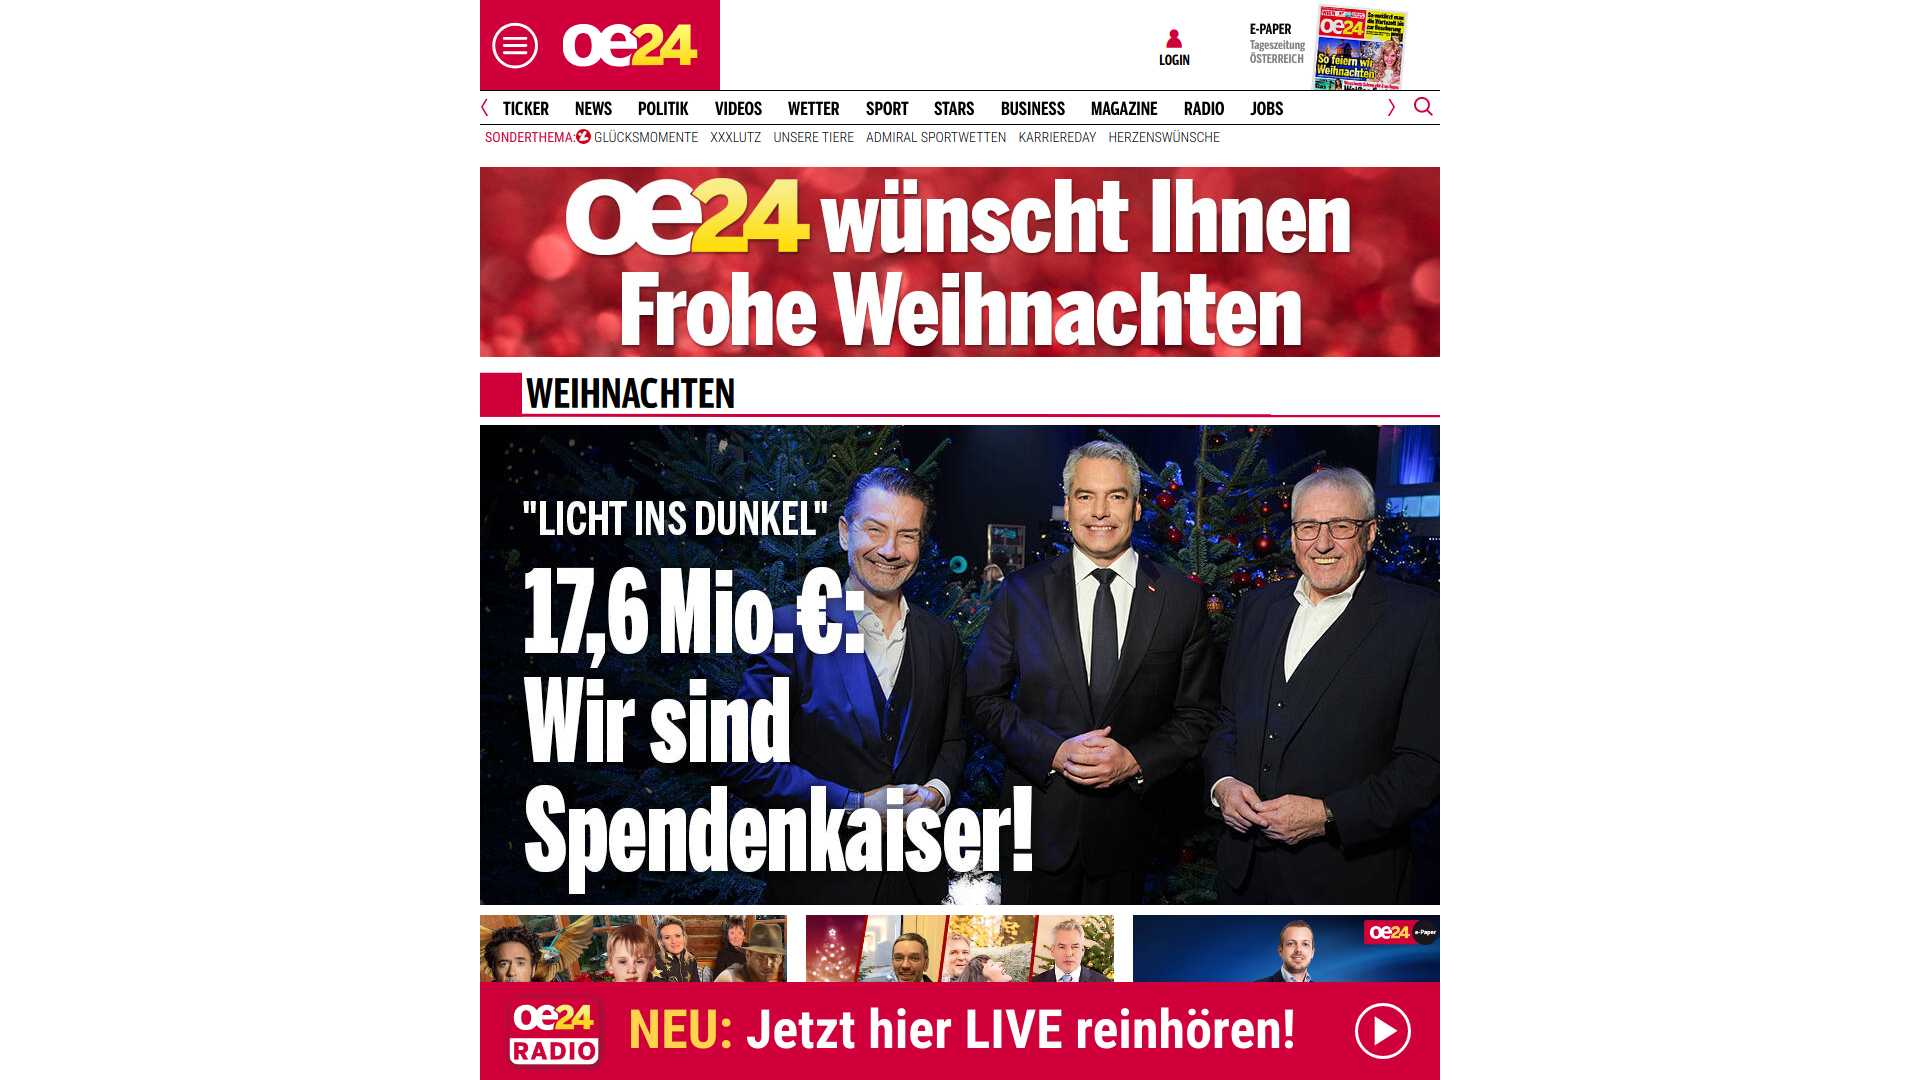 oe24
LOGIN
E-PAPER
Tageszeitung
ÖSTERREICH
oe24
So feiern wir
Weihnachten
TICKER NEWS POLITIK VIDEOS WETTER SPORT STARS BUSINESS MAGAZINE RADIO JOBS
SONDERTHEMA: GLÜCKSMOMENTE XXXLUTZ UNSERE TIERE ADMIRAL SPORTWETTEN KARRIEREDAY HERZENSWÜNSCHE
oe24 wünscht Ihnen
Frohe Weihnachten
WEIHNACHTEN
"LICHT INS DUNKEL"
17,6 Mio. €:
Wir sind
Spendenkaiser!
oe24 e-Paper
oe24
RADIO
NEU: Jetzt hier LIVE reinhören!